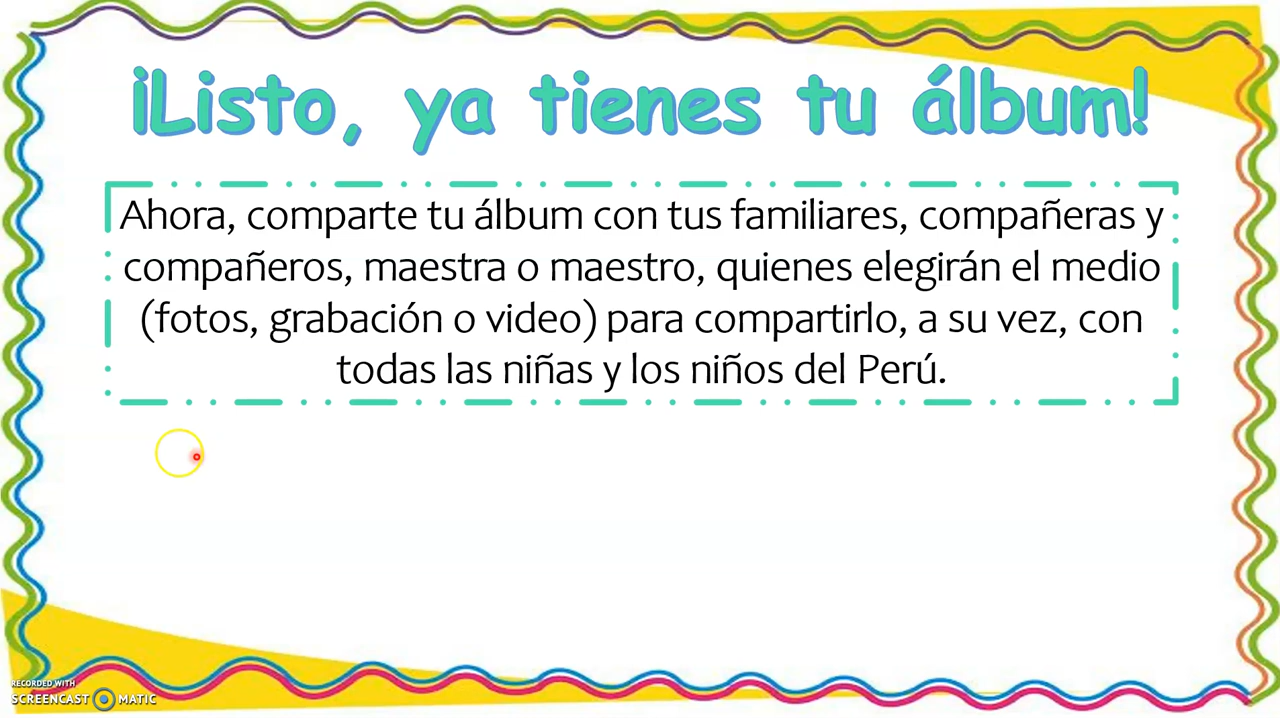 ¡Listo, ya tienes tu álbum!
Ahora, comparte tu álbum con tus familiares, compañeras y
compañeros, maestra o maestro, quienes elegirán el medio
(fotos, grabación o video) para compartirlo, a su vez, con
todas las niñas y los niños del Perú.
RECORDED WITH
SCREENCAST MATIC